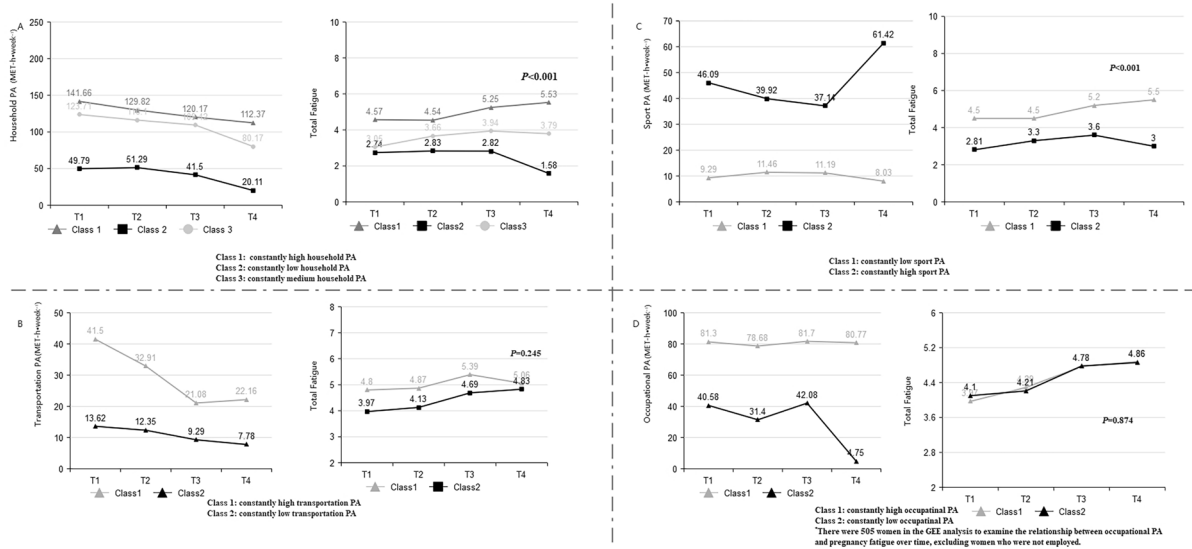 A
Household PA (MET-h•week⁻¹)
250
200
150
100
50
0
141.66
129.82
120.17
112.37
123.71
80.17
49.79
51.29
41.5
20.11
T1 T2 T3 T4
Class 1 Class 2 Class 3
Total Fatigue
10
8
6
4
2
0
P<0.001
4.57
4.54
5.25
5.53
3.05
3.66
3.94
3.79
2.74
2.83
2.82
1.58
T1 T2 T3 T4
Class1 Class2 Class3
Class 1: constantly high household PA
Class 2: constantly low household PA
Class 3: constantly medium household PA
C
Sport PA (MET-h•week⁻¹)
70
60
50
40
30
20
10
0
46.09
39.92
37.14
61.42
9.29
11.46
11.19
8.03
T1 T2 T3 T4
Class 1 Class 2
Total Fatigue
10
8
6
4
2
0
P<0.001
4.5
4.5
5.2
5.5
2.81
3.3
3.6
3
T1 T2 T3 T4
Class 1 Class 2
Class 1: constantly low sport PA
Class 2: constantly high sport PA
B
Transportation PA(MET-h•week⁻¹)
50
40
30
20
10
0
41.5
32.91
21.08
22.16
13.62
12.35
9.29
7.78
T1 T2 T3 T4
Class1 Class2
Total Fatigue
8
7
6
5
4
3
2
P=0.245
4.8
4.87
5.39
5.06
3.97
4.13
4.69
4.83
T1 T2 T3 T4
Class1 Class2
Class 1: constantly high transportation PA
Class 2: constantly low transportation PA
D
Occupational PA(MET-h•week⁻¹)
100
80
60
40
20
0
81.3
78.68
81.7
80.77
40.58
31.4
42.08
4.75
T1 T2 T3 T4
Class1 Class2
Total Fatigue
6
5.2
4.4
3.6
2.8
2
4.1
4.21
4.78
4.86
P=0.874
T1 T2 T3 T4
Class1 Class2
Class 1: constantly high occupatinal PA
Class 2: constantly low occupatinal PA
*There were 505 women in the GEE analysis to examine the relationship between occupational PA
and pregnancy fatigue over time, excluding women who were not employed.